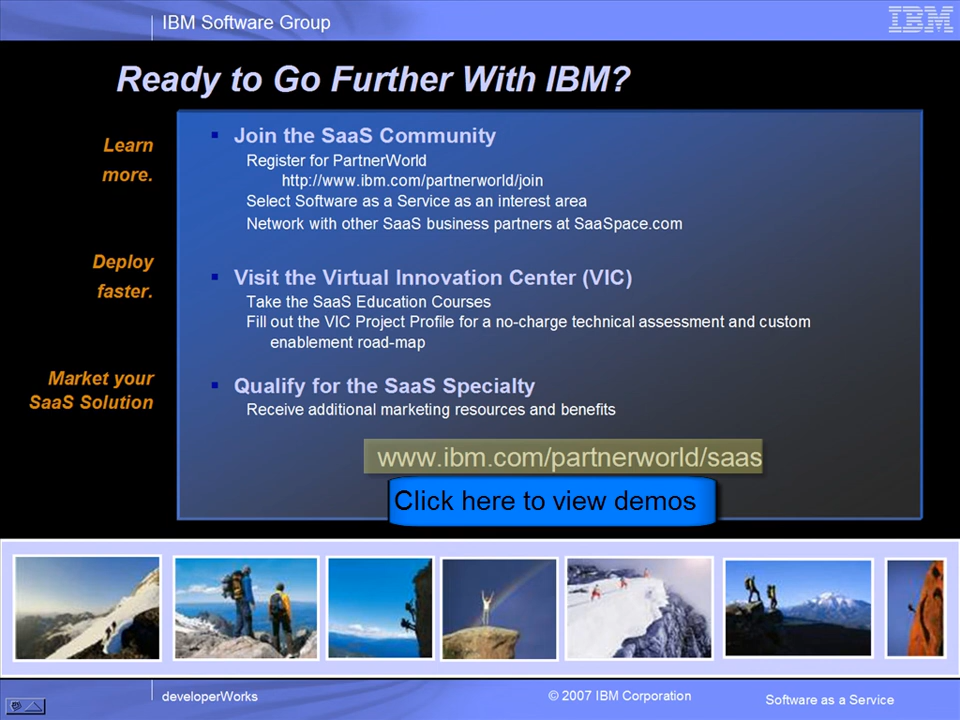 IBM Software Group
IBM
Ready to Go Further With IBM?
Learn
more.
Join the SaaS Community
Register for PartnerWorld
http://www.ibm.com/partnerworld/join
Select Software as a Service as an interest area
Network with other SaaS business partners at SaaSpace.com
Deploy
faster.
Visit the Virtual Innovation Center (VIC)
Take the SaaS Education Courses
Fill out the VIC Project Profile for a no-charge technical assessment and custom
enablement road-map
Market your
SaaS Solution
Qualify for the SaaS Specialty
Receive additional marketing resources and benefits
www.ibm.com/partnerworld/saas
Click here to view demos
developerWorks
© 2007 IBM Corporation
Software as a Service